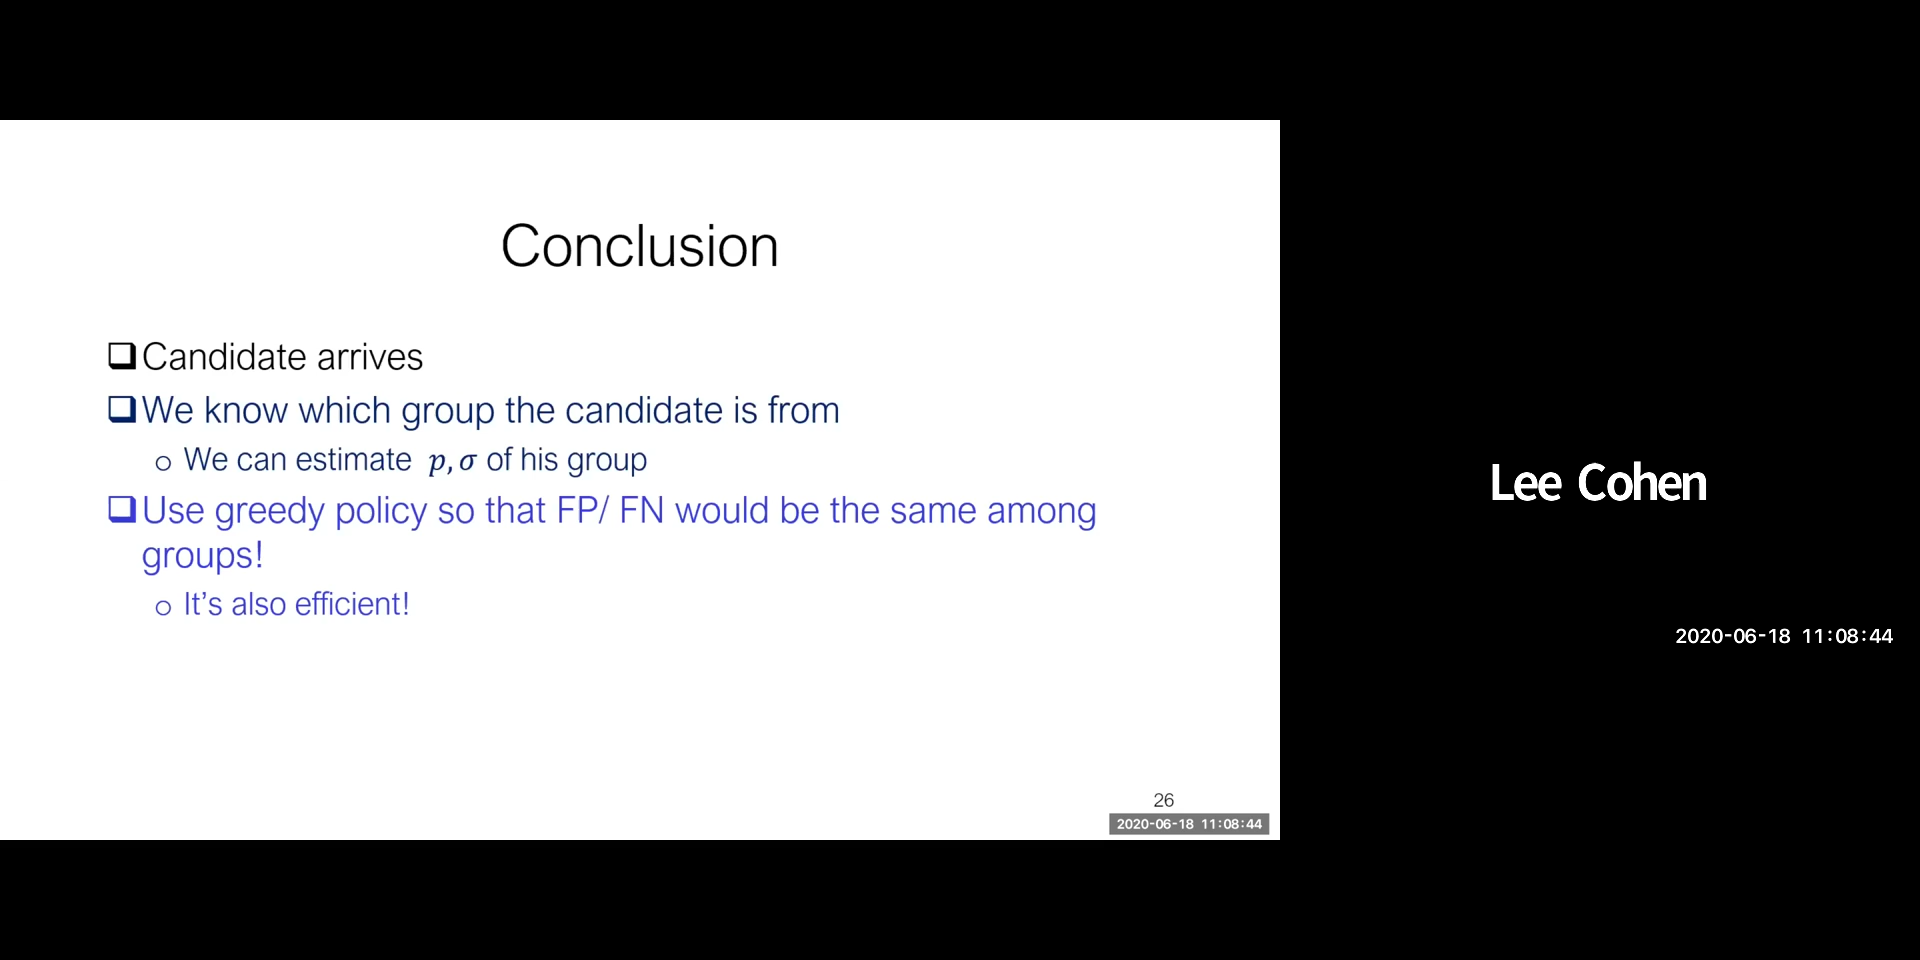 Conclusion
❑Candidate arrives
❑We know which group the candidate is from
o We can estimate p, σ of his group
❑Use greedy policy so that FP/ FN would be the same among
groups!
o It's also efficient!
26
2020-06-18 11:08:44
Lee Cohen
2020-06-18 11:08:44